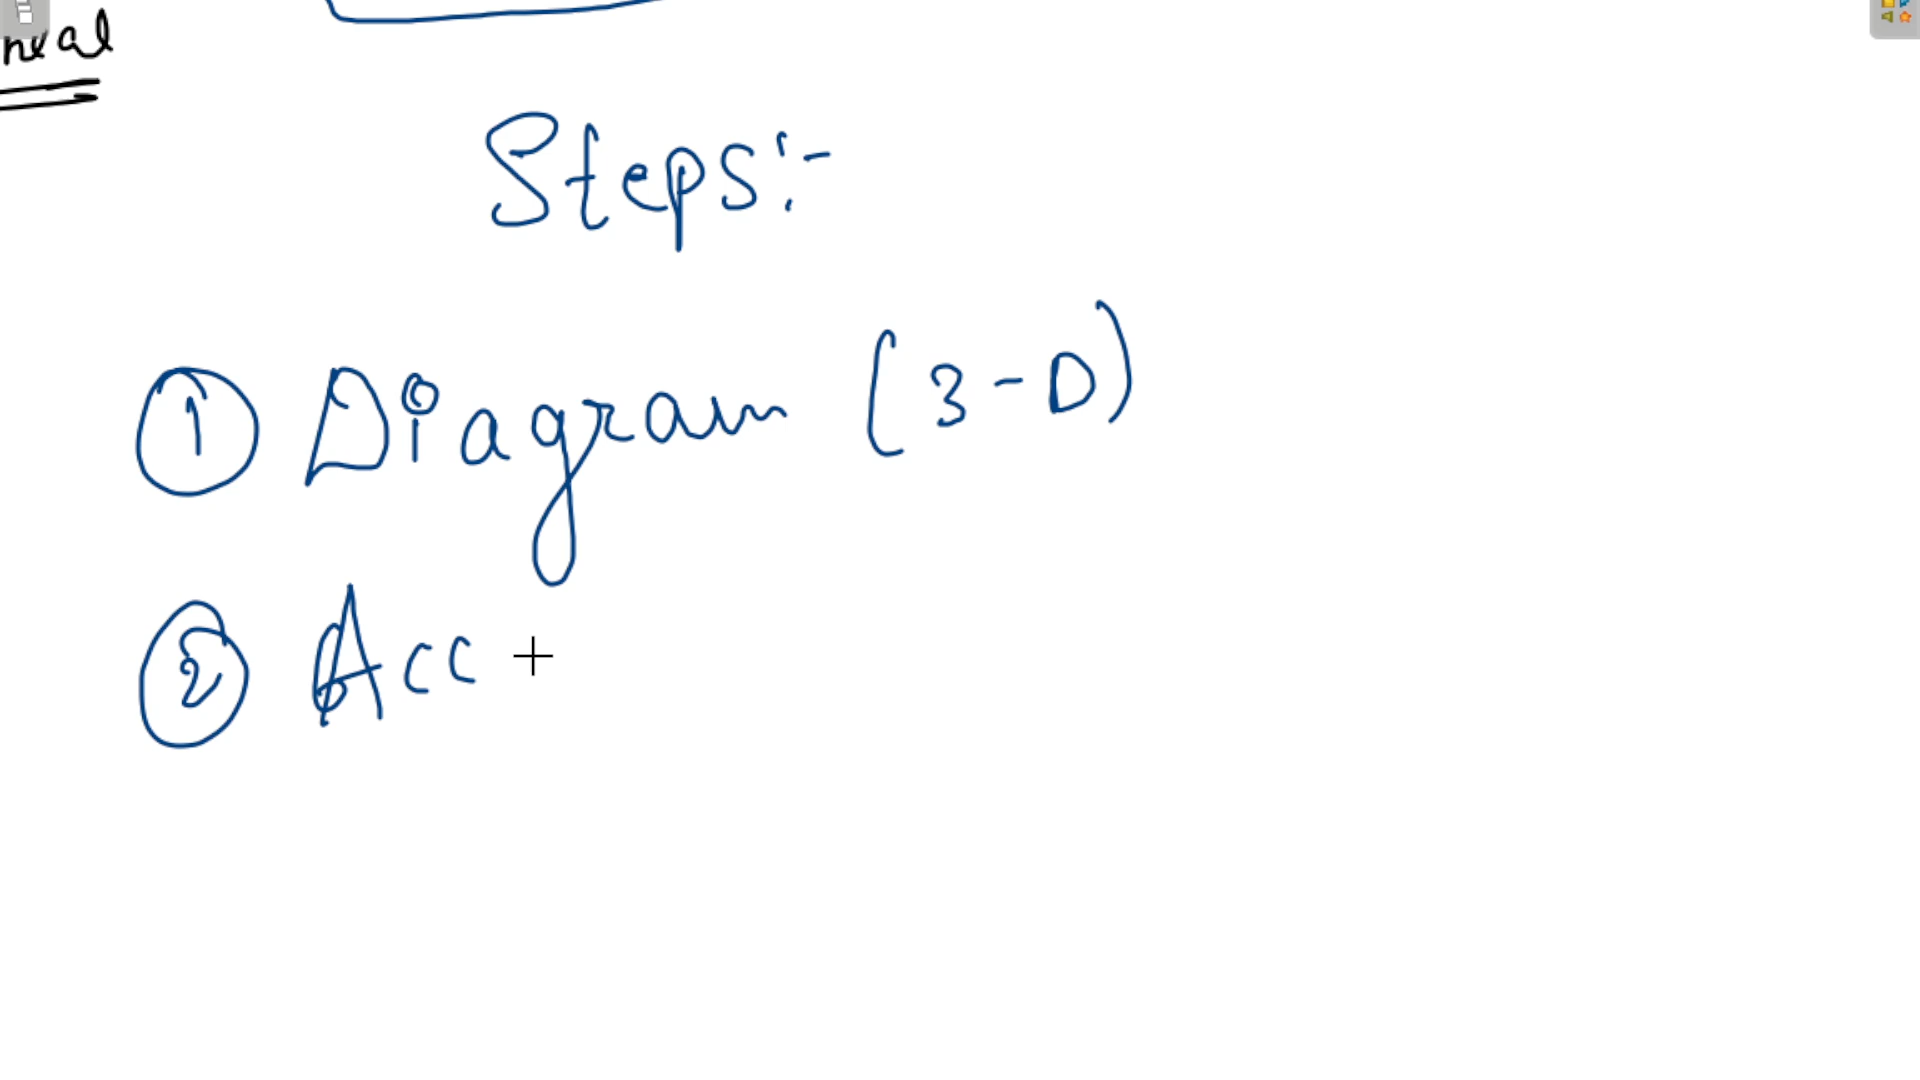 Steps:-
① Diagram (3-D)
② Acc